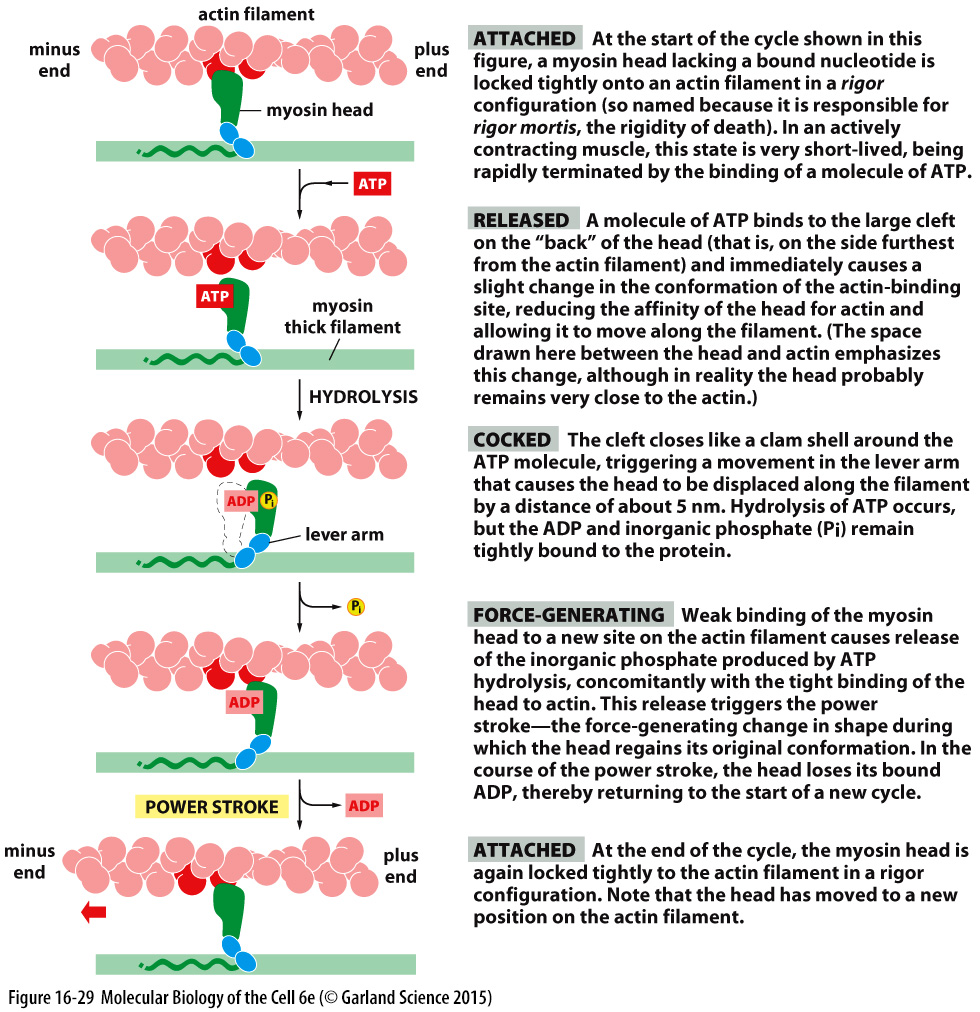 actin filament
minus
end
plus
end
myosin head
ATP
ATTACHED At the start of the cycle shown in this
figure, a myosin head lacking a bound nucleotide is
locked tightly onto an actin filament in a rigor
configuration (so named because it is responsible for
rigor mortis, the rigidity of death). In an actively
contracting muscle, this state is very short-lived, being
rapidly terminated by the binding of a molecule of ATP.
ATP
myosin
thick filament
HYDROLYSIS
RELEASED A molecule of ATP binds to the large cleft
on the “back” of the head (that is, on the side furthest
from the actin filament) and immediately causes a
slight change in the conformation of the actin-binding
site, reducing the affinity of the head for actin and
allowing it to move along the filament. (The space
drawn here between the head and actin emphasizes
this change, although in reality the head probably
remains very close to the actin.)
ADP Pi
lever arm
Pi
COCKED The cleft closes like a clam shell around the
ATP molecule, triggering a movement in the lever arm
that causes the head to be displaced along the filament
by a distance of about 5 nm. Hydrolysis of ATP occurs,
but the ADP and inorganic phosphate (Pi) remain
tightly bound to the protein.
ADP
POWER STROKE
ADP
FORCE-GENERATING Weak binding of the myosin
head to a new site on the actin filament causes release
of the inorganic phosphate produced by ATP
hydrolysis, concomitantly with the tight binding of the
head to actin. This release triggers the power
stroke—the force-generating change in shape during
which the head regains its original conformation. In the
course of the power stroke, the head loses its bound
ADP, thereby returning to the start of a new cycle.
minus
end
plus
end
ATTACHED At the end of the cycle, the myosin head is
again locked tightly to the actin filament in a rigor
configuration. Note that the head has moved to a new
position on the actin filament.
Figure 16-29 Molecular Biology of the Cell 6e (© Garland Science 2015)